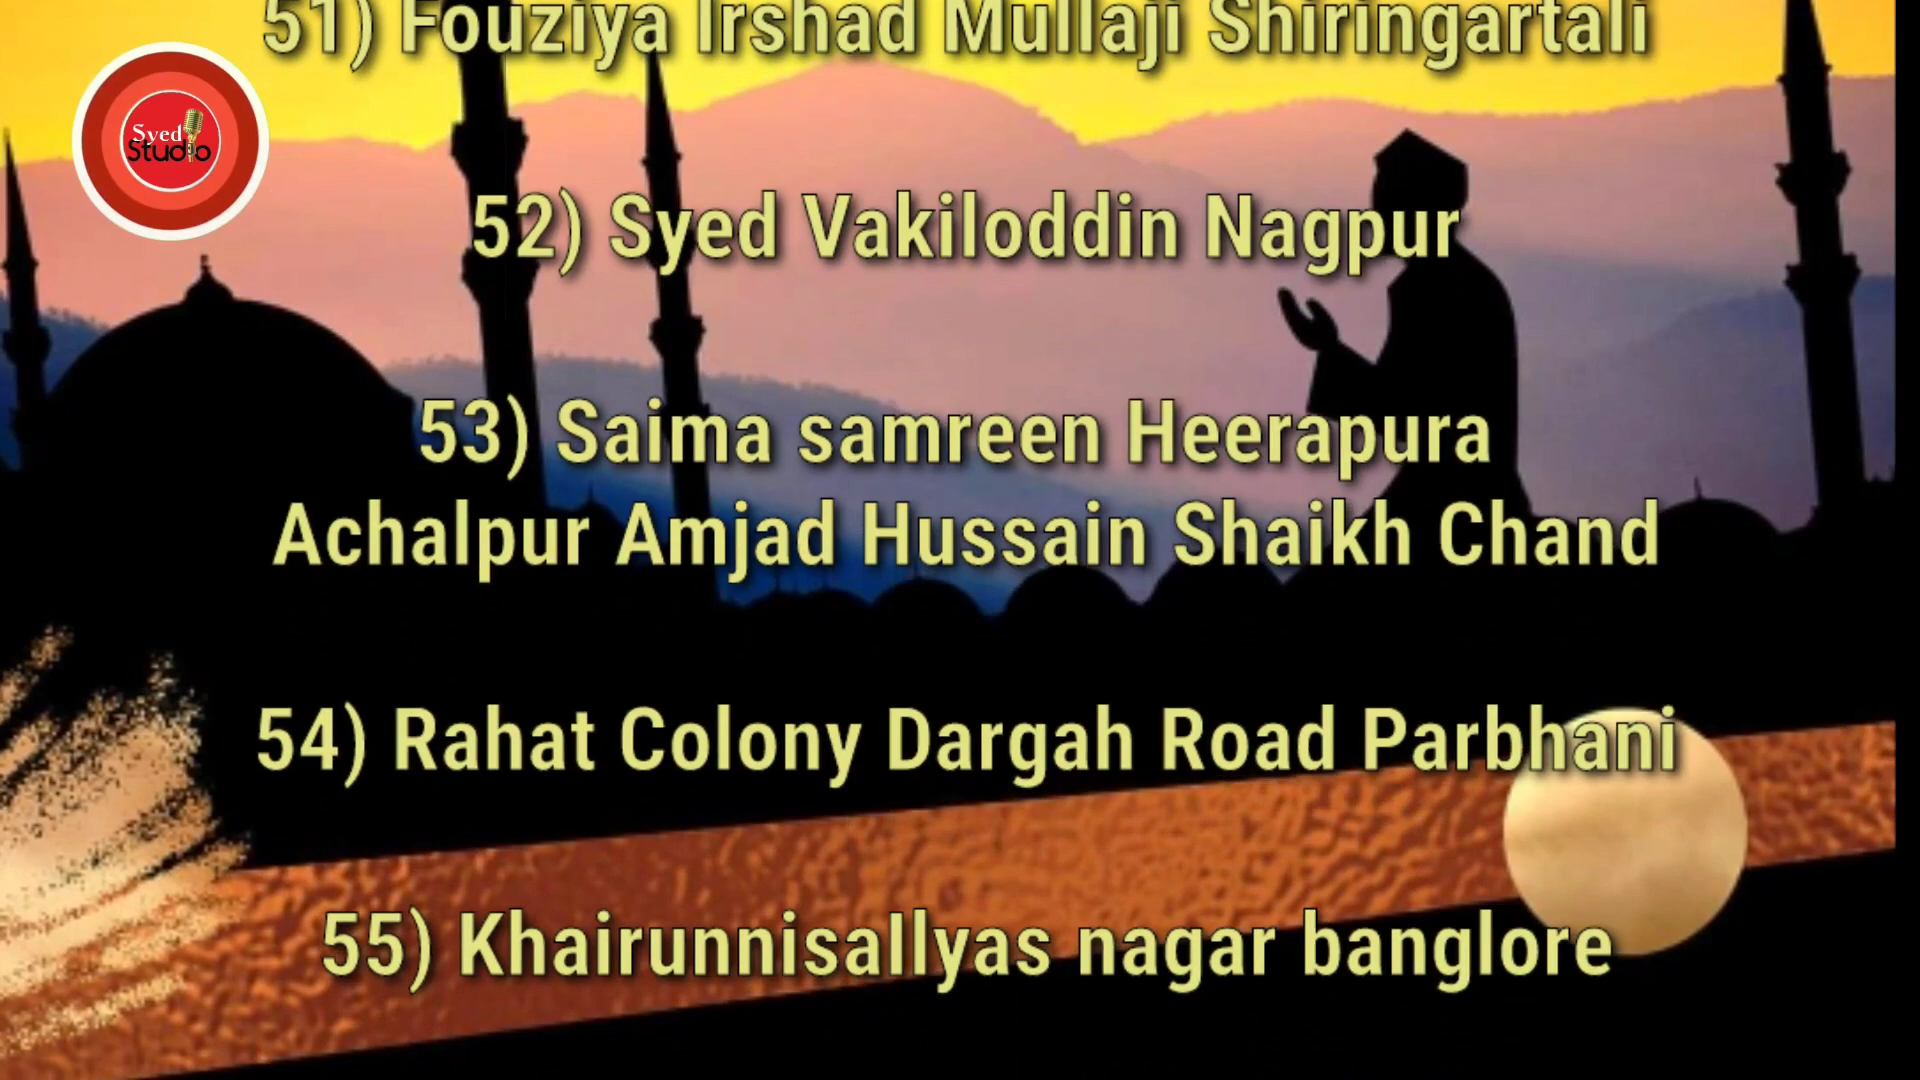 51) Fouziya Irshad Mullaji Shiringartali
Syed
Studio
52) Syed Vakiloddin Nagpur
53) Saima samreen Heerapura
Achalpur Amjad Hussain Shaikh Chand
54) Rahat Colony Dargah Road Parbhani
55) KhairunnisaIlyas nagar banglore